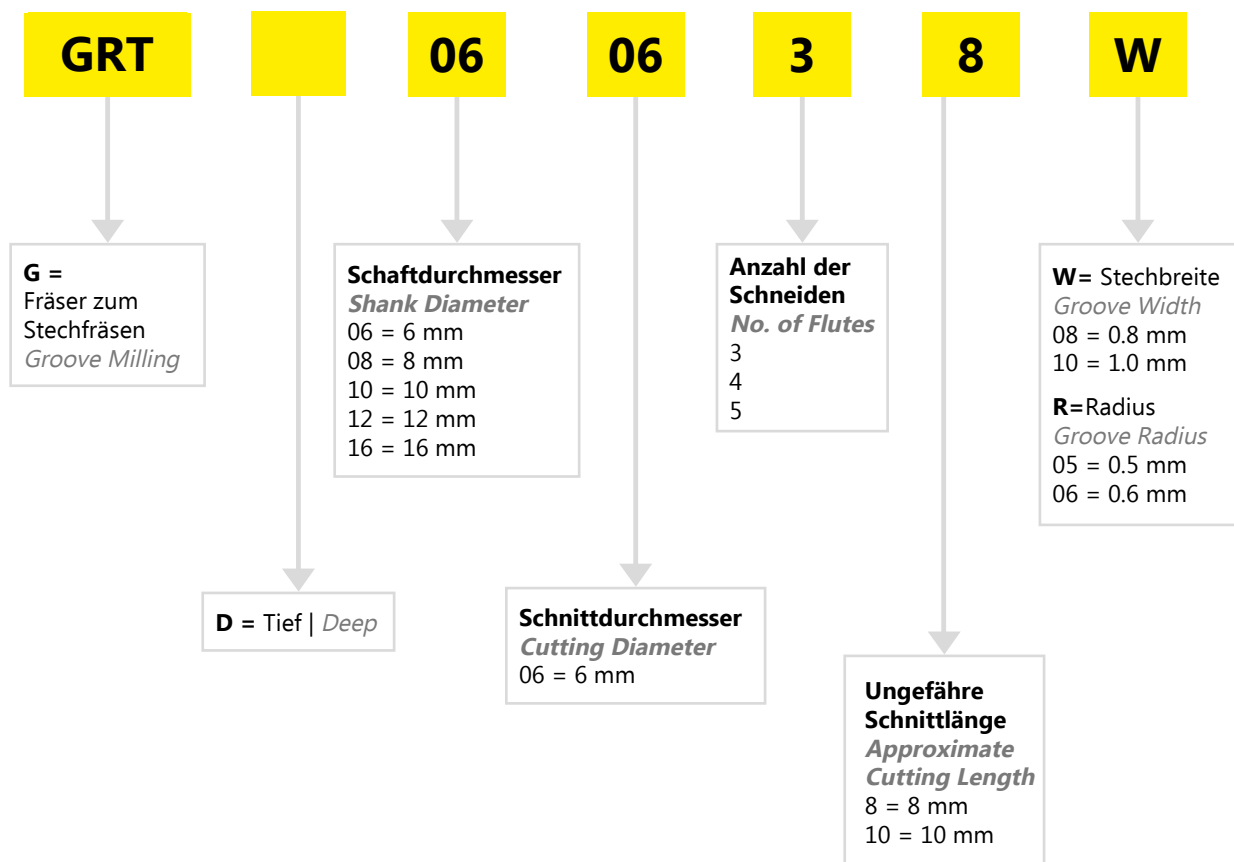 GRT 06 06 3 8 W
G =
Fräser zum
Stechfräsen
Groove Milling
D = Tief | Deep
Schaftdurchmesser
Shank Diameter
06 = 6 mm
08 = 8 mm
10 = 10 mm
12 = 12 mm
16 = 16 mm
Schnittdurchmesser
Cutting Diameter
06 = 6 mm
Anzahl der
Schneiden
No. of Flutes
3
4
5
Ungefähre
Schnittlänge
Approximate
Cutting Length
8 = 8 mm
10 = 10 mm
W= Stechbreite
Groove Width
08 = 0.8 mm
10 = 1.0 mm
R=Radius
Groove Radius
05 = 0.5 mm
06 = 0.6 mm